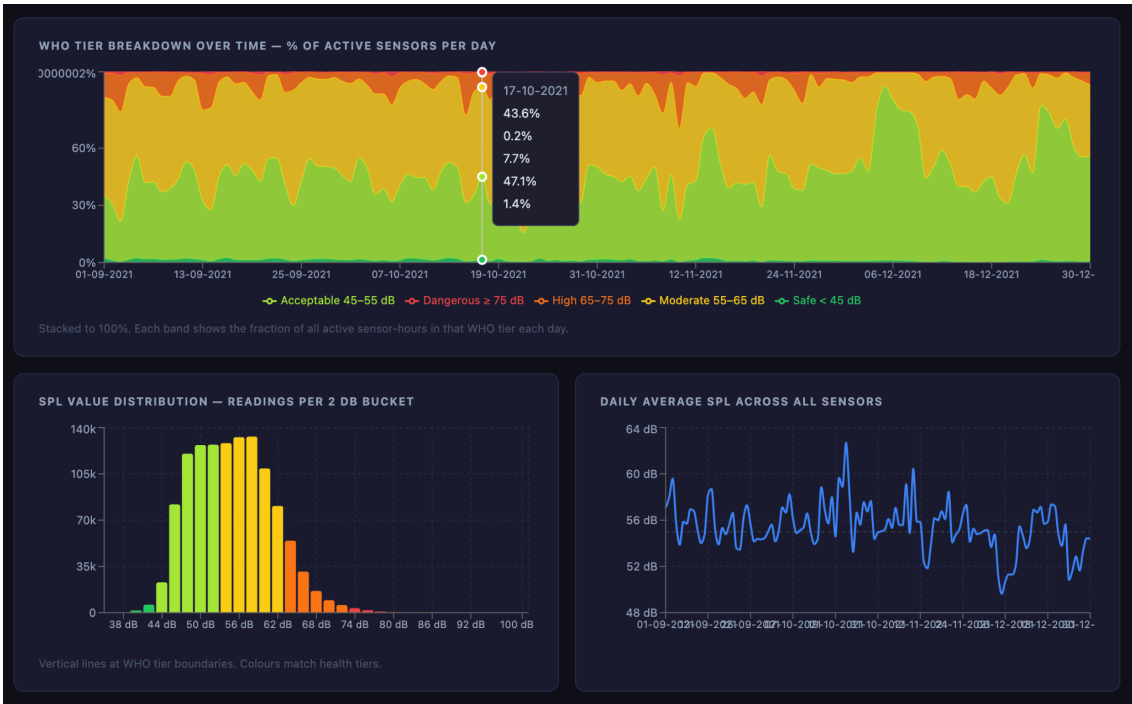 WHO TIER BREAKDOWN OVER TIME — % OF ACTIVE SENSORS PER DAY
0000002%
60%
30%
0%
17-10-2021
43.6%
0.2%
7.7%
47.1%
1.4%
01-09-2021 13-09-2021 25-09-2021 07-10-2021 19-10-2021 31-10-2021 12-11-2021 24-11-2021 06-12-2021 18-12-2021 30-12-
Acceptable 45–55 dB Dangerous ≥ 75 dB High 65–75 dB Moderate 55–65 dB Safe < 45 dB
Stacked to 100%. Each band shows the fraction of all active sensor-hours in that WHO tier each day.
SPL VALUE DISTRIBUTION — READINGS PER 2 DB BUCKET
140k
105k
70k
35k
0
38 dB 44 dB 50 dB 56 dB 62 dB 68 dB 74 dB 80 dB 86 dB 92 dB 100 dB
Vertical lines at WHO tier boundaries. Colours match health tiers.
DAILY AVERAGE SPL ACROSS ALL SENSORS
64 dB
60 dB
56 dB
52 dB
48 dB
01-09-2021 30-12-